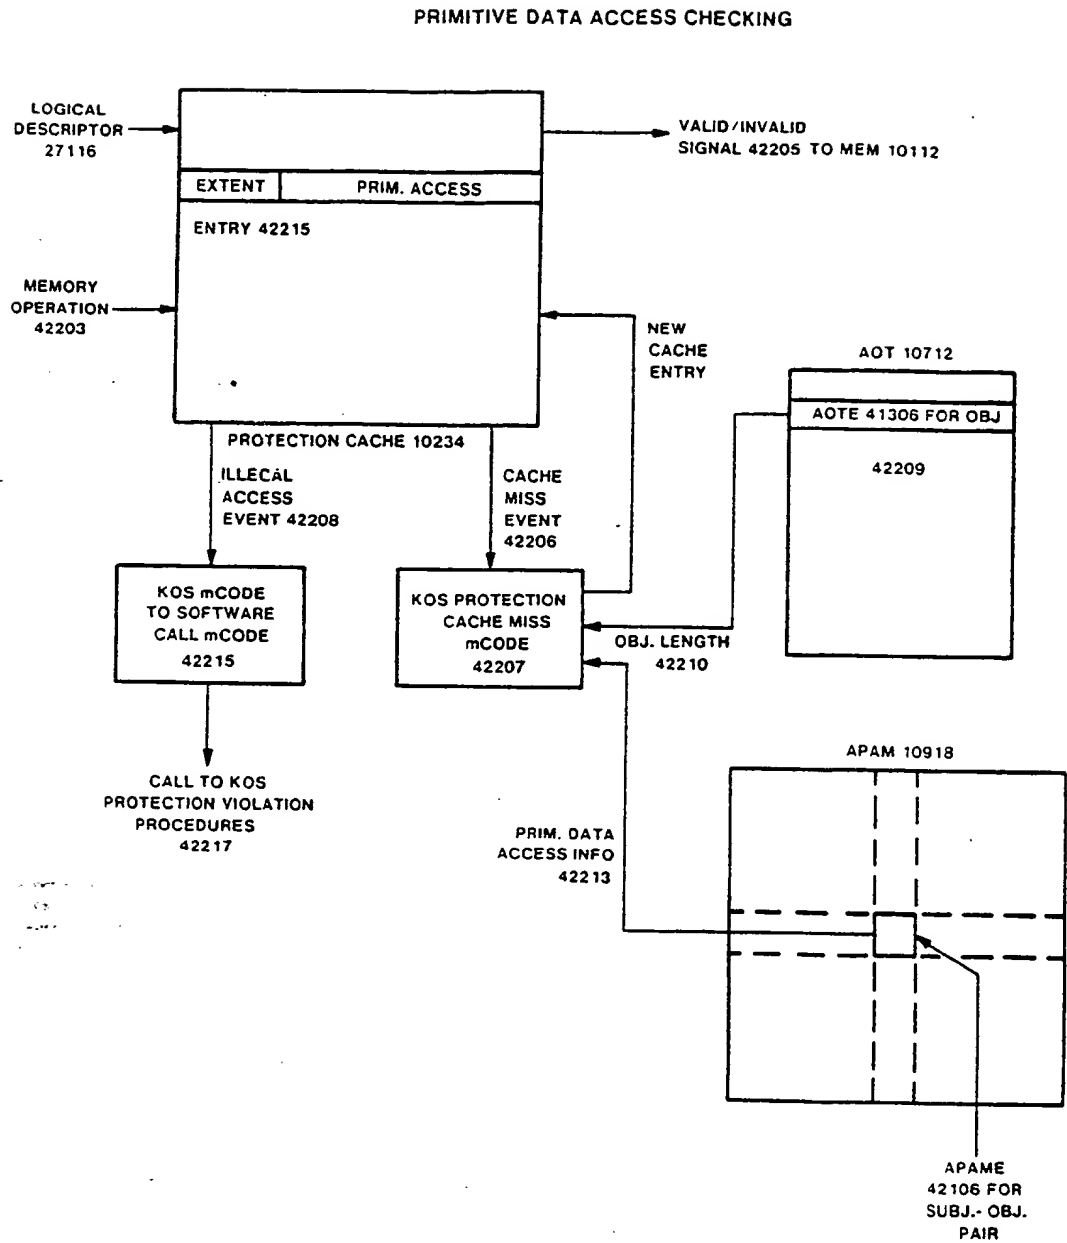 PRIMITIVE DATA ACCESS CHECKING
LOGICAL
DESCRIPTOR
27116
VALID/INVALID
SIGNAL 42205 TO MEM 10112
EXTENT
PRIM. ACCESS
ENTRY 42215
MEMORY
OPERATION
42203
NEW
CACHE
ENTRY
AOT 10712
AOTE 41306 FOR OBJ
42209
PROTECTION CACHE 10234
ILLECAL
ACCESS
EVENT 42208
CACHE
MISS
EVENT
42206
KOS mCODE
TO SOFTWARE
CALL mCODE
42215
KOS PROTECTION
CACHE MISS
mCODE
42207
OBJ. LENGTH
42210
CALL TO KOS
PROTECTION VIOLATION
PROCEDURES
42217
APAM 10918
PRIM. DATA
ACCESS INFO
42213
APAME
42106 FOR
SUBJ.- OBJ.
PAIR